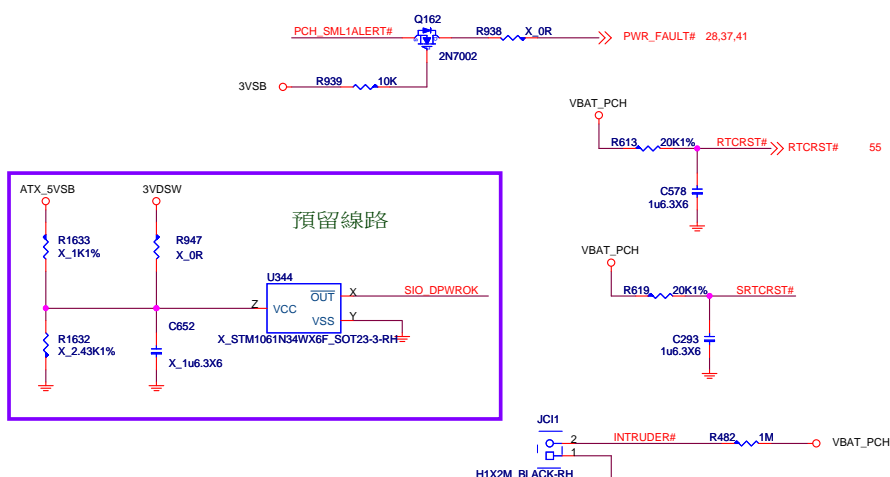 Q162
PCH_SML1ALERT#
R938
X_0R
PWR_FAULT#
28,37,41
2N7002
3VSB
R939
10K
VBAT_PCH
R613
20K1%
RTCRST#
RTCRST#
55
C578
1u6.3X6
ATX_5VSB
3VDSW
預留線路
R1633
X_1K1%
R947
X_0R
U344
VCC
OUT
VSS
Z
X
Y
SIO_DPWROK
X_STM1061N34WX6F_SOT23-3-RH
R1632
X_2.43K1%
C652
X_1u6.3X6
VBAT_PCH
R619
20K1%
SRTCRST#
C293
1u6.3X6
JCI1
2
1
INTRUDER#
R482
1M
VBAT_PCH
H1X2M_BLACK-RH